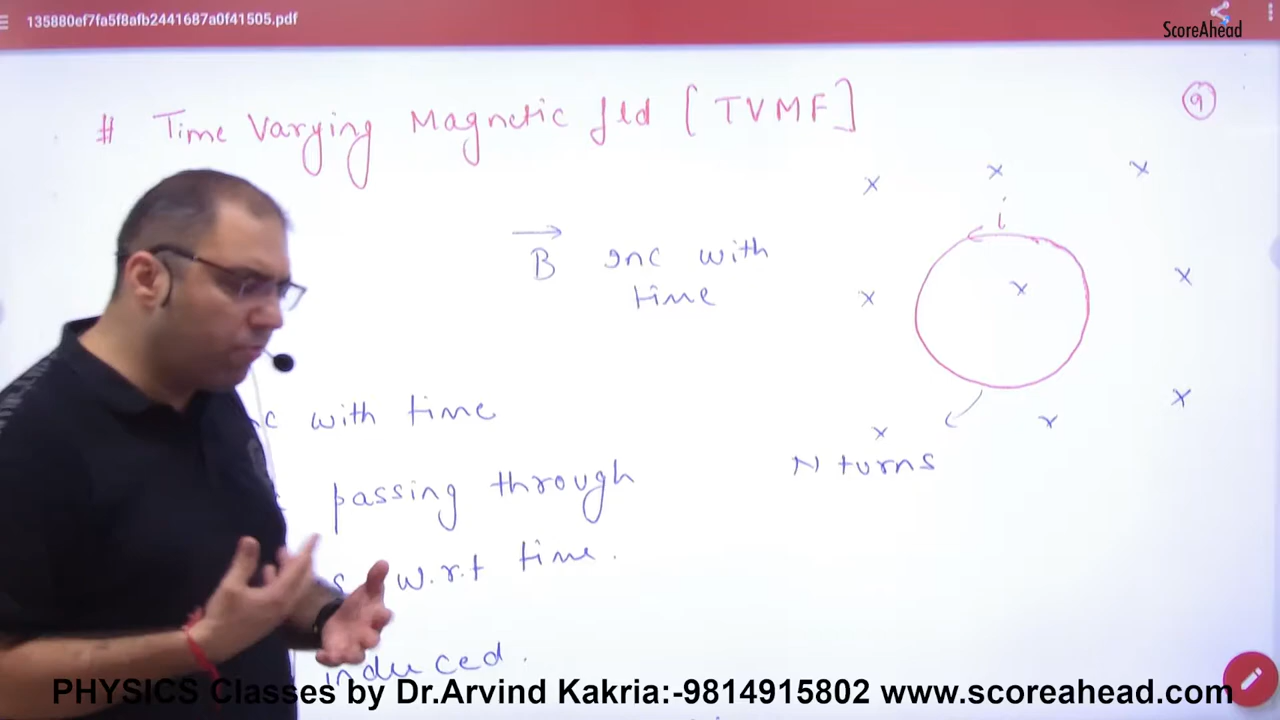 135880ef7fa5f8afb2441687a0f41505.pdf
ScoreAhead
# Time Varying Magnetic fld [TVMF]
9
x x x
i
B inc with
time
x x x
x x x
N turns
c with time
passing through
s w.r.t time.
induced.
PHYSICS Classes by Dr.Arvind Kakria:-9814915802 www.scoreahead.com